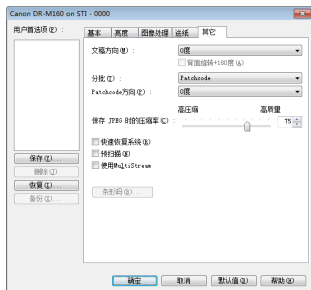 Canon DR-M160 on STI - 0000
用户首选项(P):
保存(V)...
删除(J)
恢复(Z)...
备份(U)...
基本 亮度 图像处理 送纸 其它
文稿方向(M): 0度
背面旋转+180度(A)
分批(T): Patchcode
Patchcode方向(O): 0度
高压缩 高质量
保存 JPEG 时的压缩率(C): 75
快速恢复系统(R)
预扫描(W)
使用MultiStream
条形码(B)...
确定 取消 默认值(D) 帮助(H)